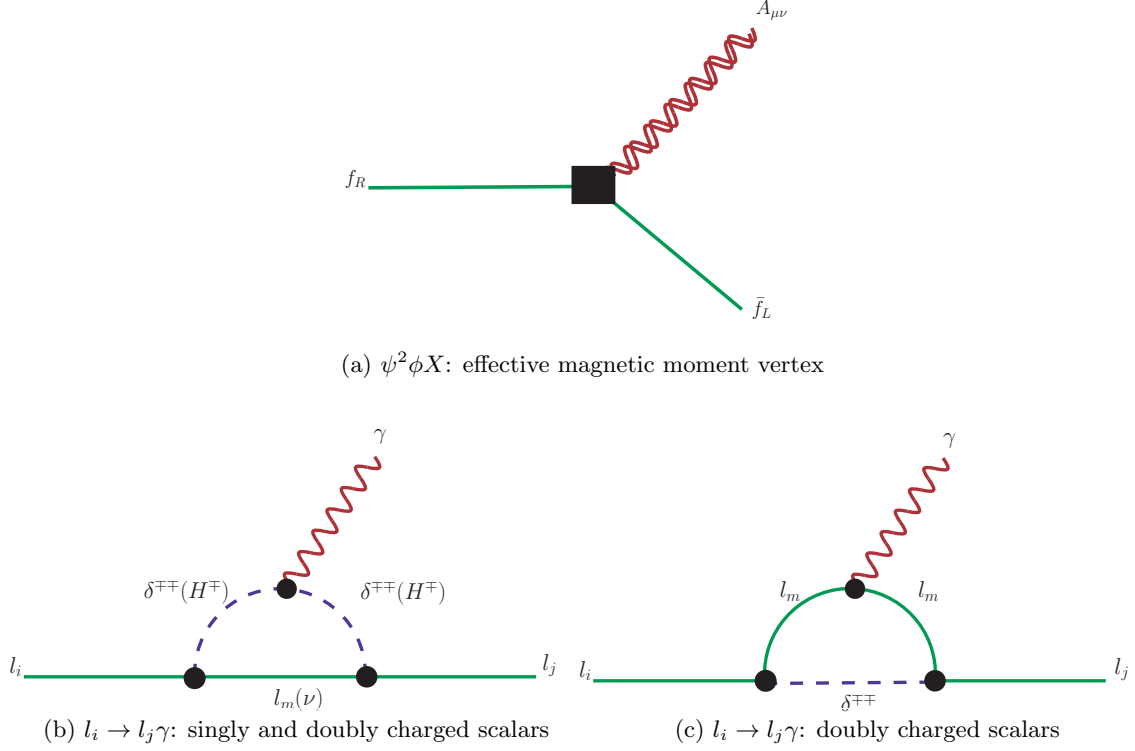 A_{μν}
f_R
f̄_L
(a) ψ²ϕX: effective magnetic moment vertex
γ
δ^{∓∓}(H^∓) δ^{∓∓}(H^∓)
l_i l_j
l_m(ν)
(b) l_i → l_jγ: singly and doubly charged scalars
γ
l_m l_m
l_i l_j
δ^{∓∓}
(c) l_i → l_jγ: doubly charged scalars